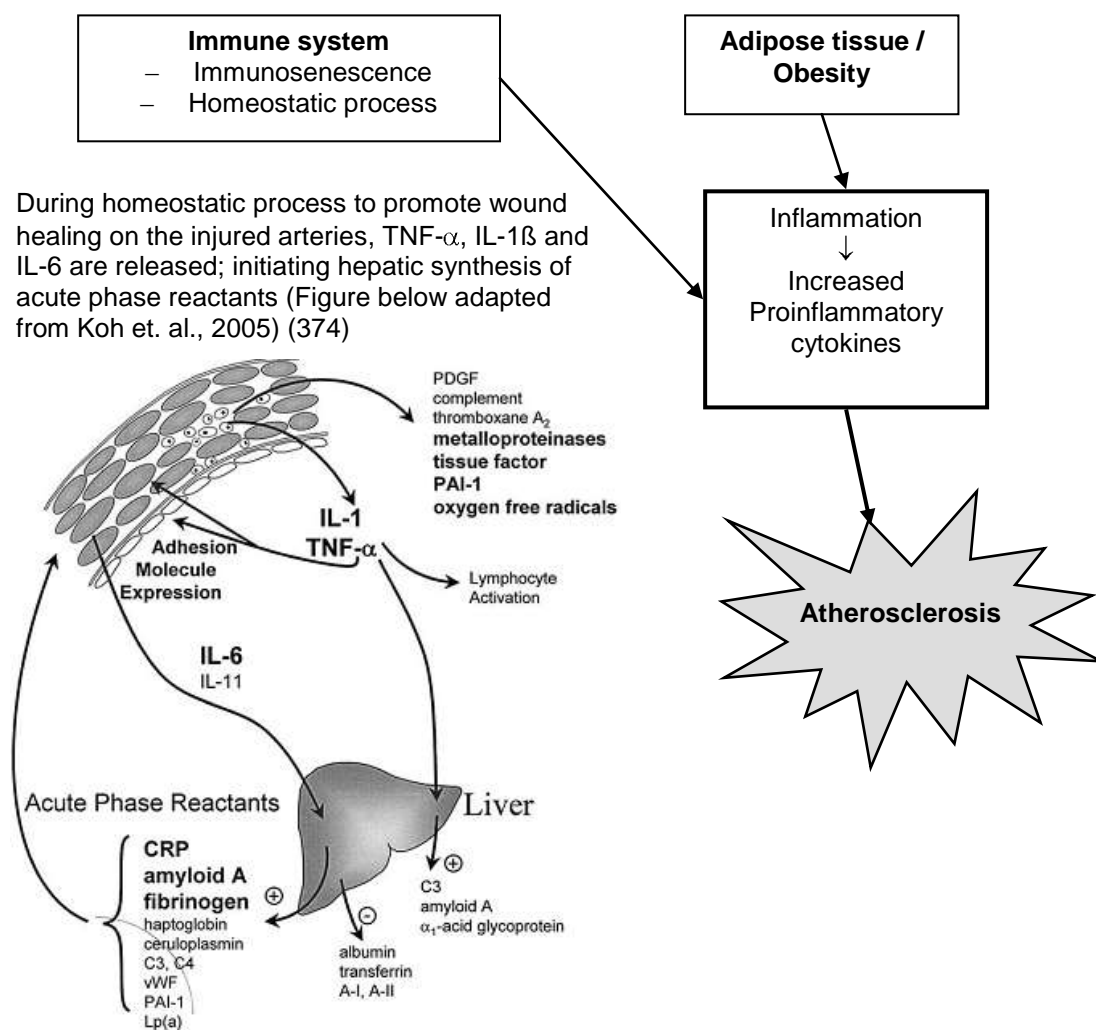 Immune system
– Immunosenescence
– Homeostatic process
Adipose tissue /
Obesity
During homeostatic process to promote wound
healing on the injured arteries, TNF-α, IL-1ß and
IL-6 are released; initiating hepatic synthesis of
acute phase reactants (Figure below adapted
from Koh et. al., 2005) (374)
Inflammation
↓
Increased
Proinflammatory
cytokines
PDGF
complement
thromboxane A₂
metalloproteinases
tissue factor
PAI-1
oxygen free radicals
IL-1
TNF-α
Adhesion
Molecule
Expression
Lymphocyte
Activation
Atherosclerosis
IL-6
IL-11
Acute Phase Reactants
Liver
CRP
amyloid A
fibrinogen
haptoglobin
ceruloplasmin
C3, C4
vWF
PAI-1
Lp(a)
+
-
albumin
transferrin
A-I, A-II
+
C3
amyloid A
α₁-acid glycoprotein